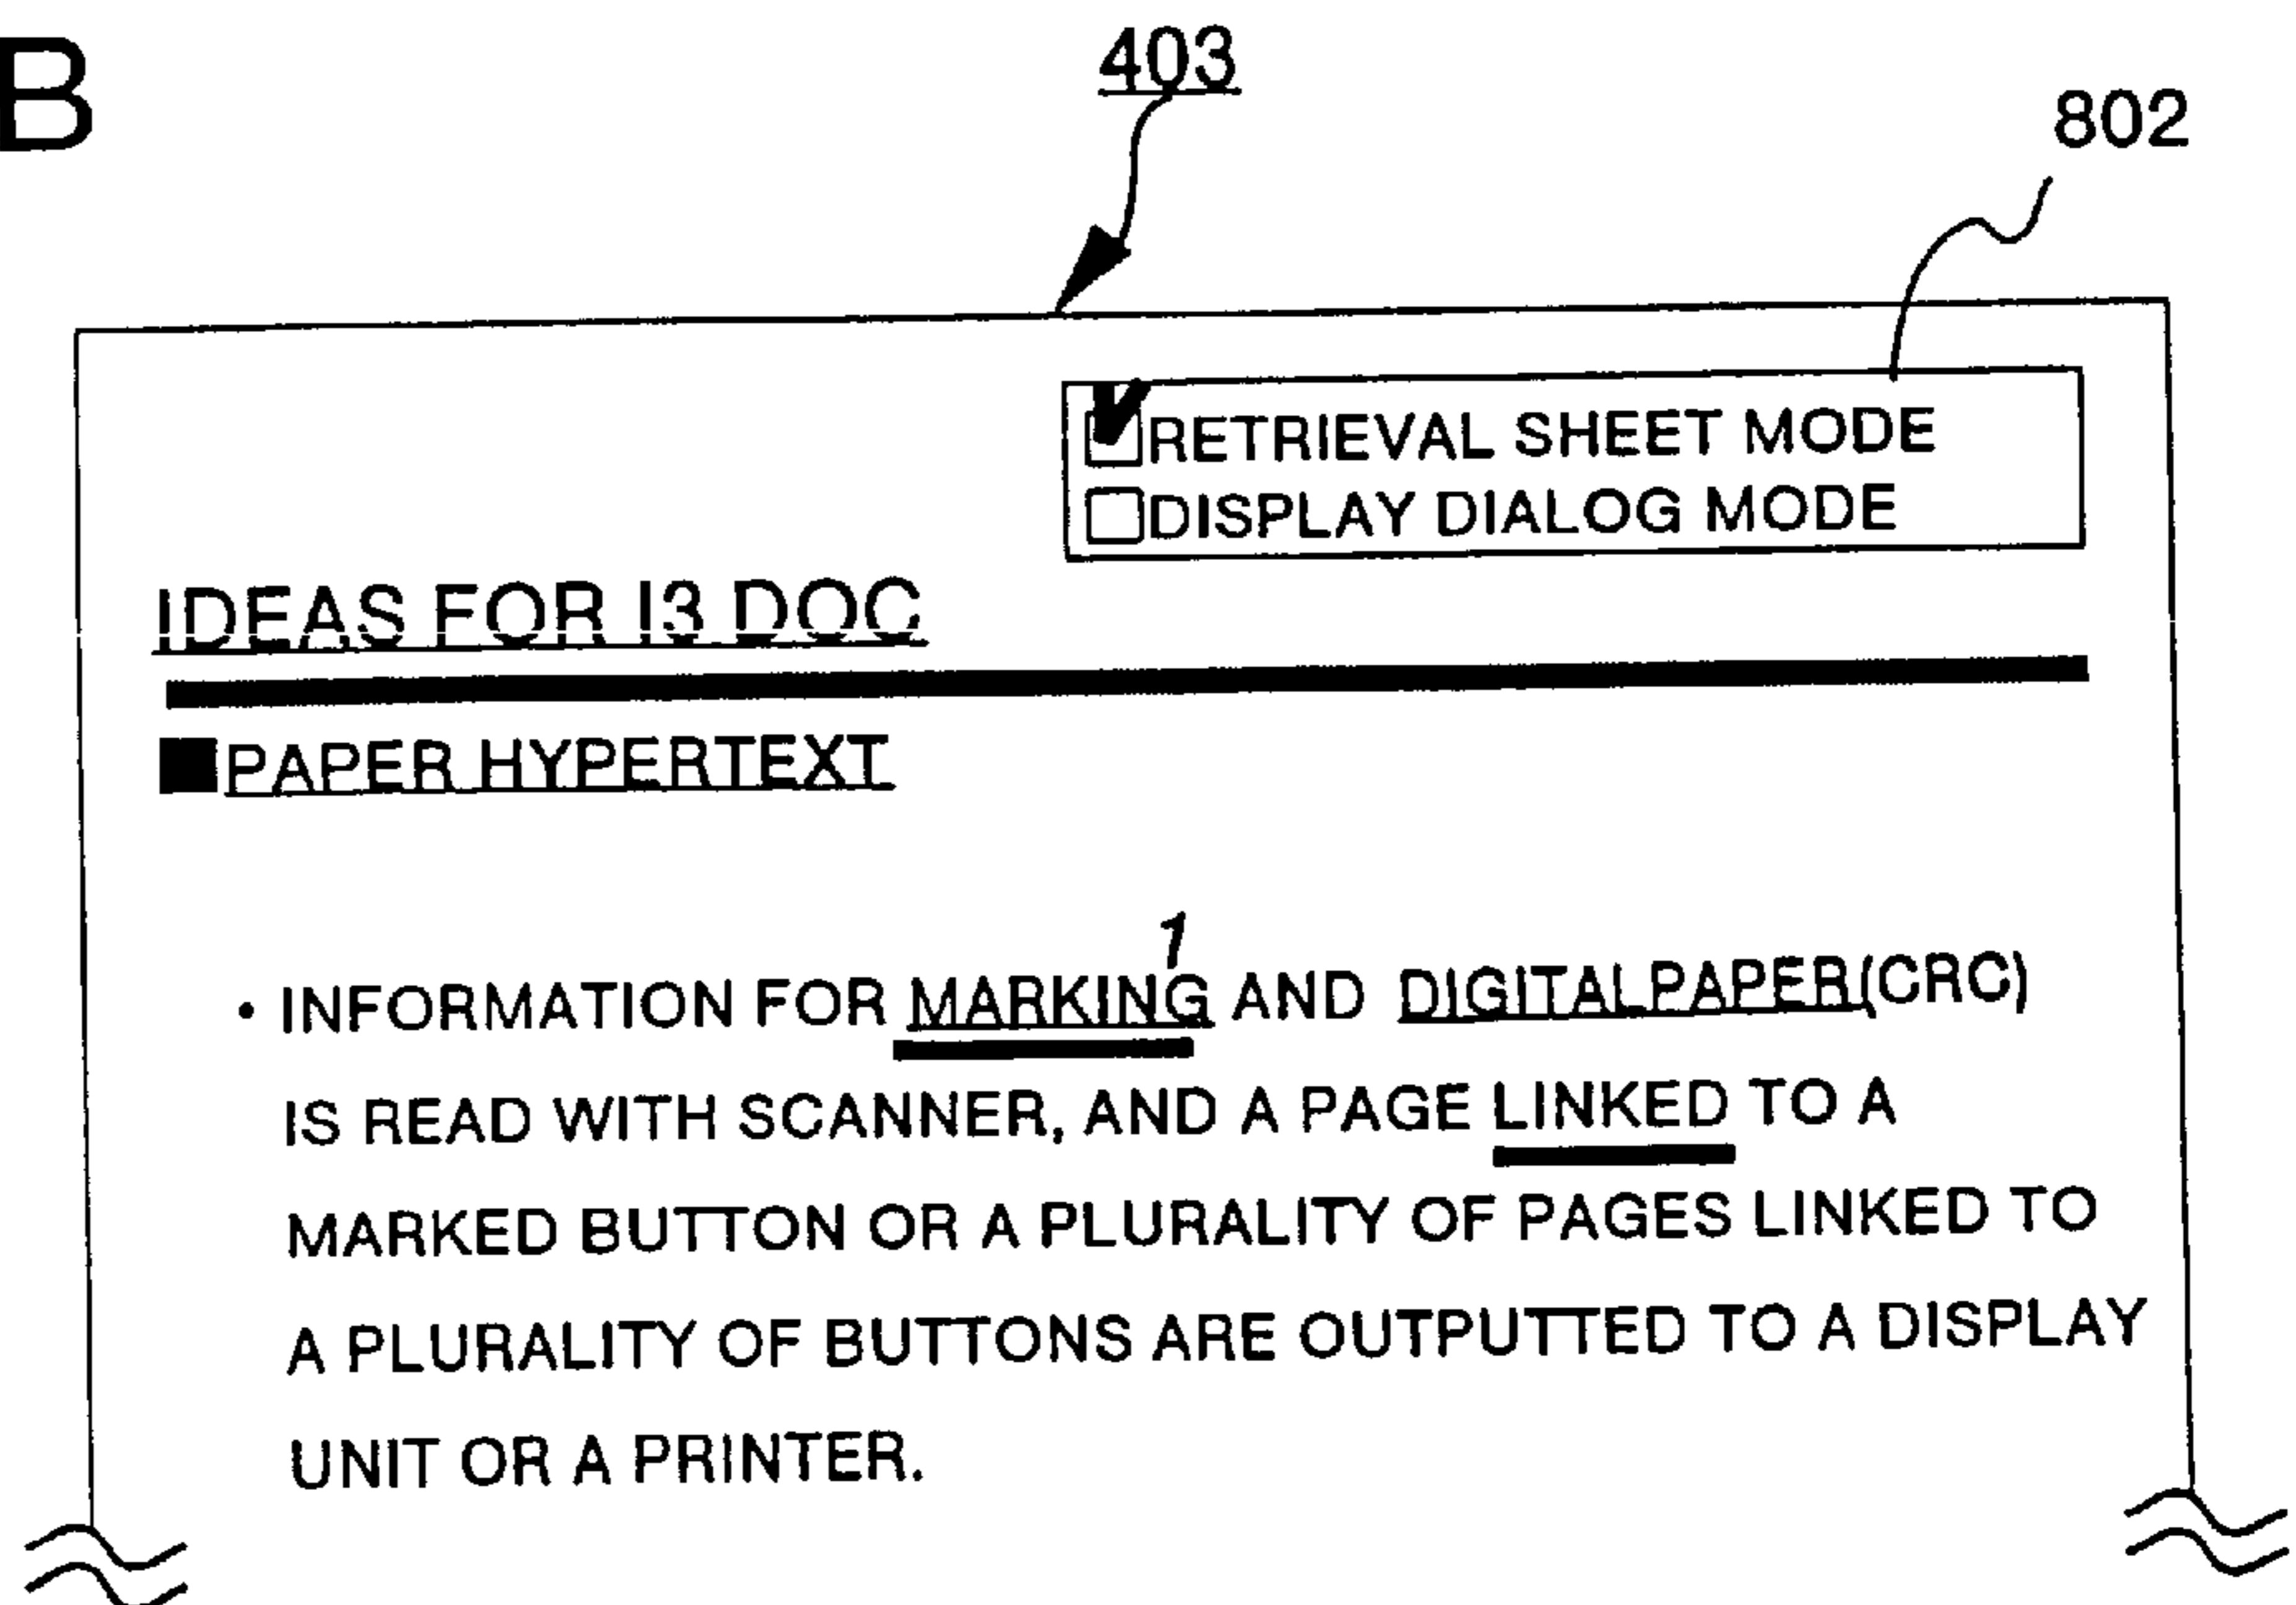 B
403
802
RETRIEVAL SHEET MODE
DISPLAY DIALOG MODE
IDEAS FOR I3 DOC
PAPER HYPERTEXT
1
• INFORMATION FOR MARKING AND DIGITALPAPER(CRC)
IS READ WITH SCANNER, AND A PAGE LINKED TO A
MARKED BUTTON OR A PLURALITY OF PAGES LINKED TO
A PLURALITY OF BUTTONS ARE OUTPUTTED TO A DISPLAY
UNIT OR A PRINTER.